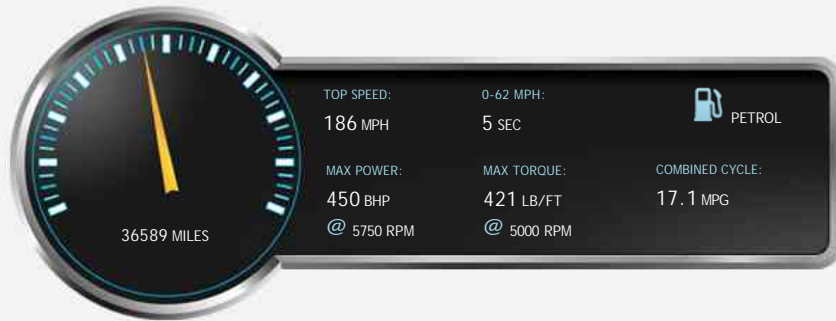 TOP SPEED:
186 MPH
0-62 MPH:
5 SEC
PETROL
MAX POWER:
450 BHP
@ 5750 RPM
MAX TORQUE:
421 LB/FT
@ 5000 RPM
COMBINED CYCLE:
17.1 MPG
36589 MILES